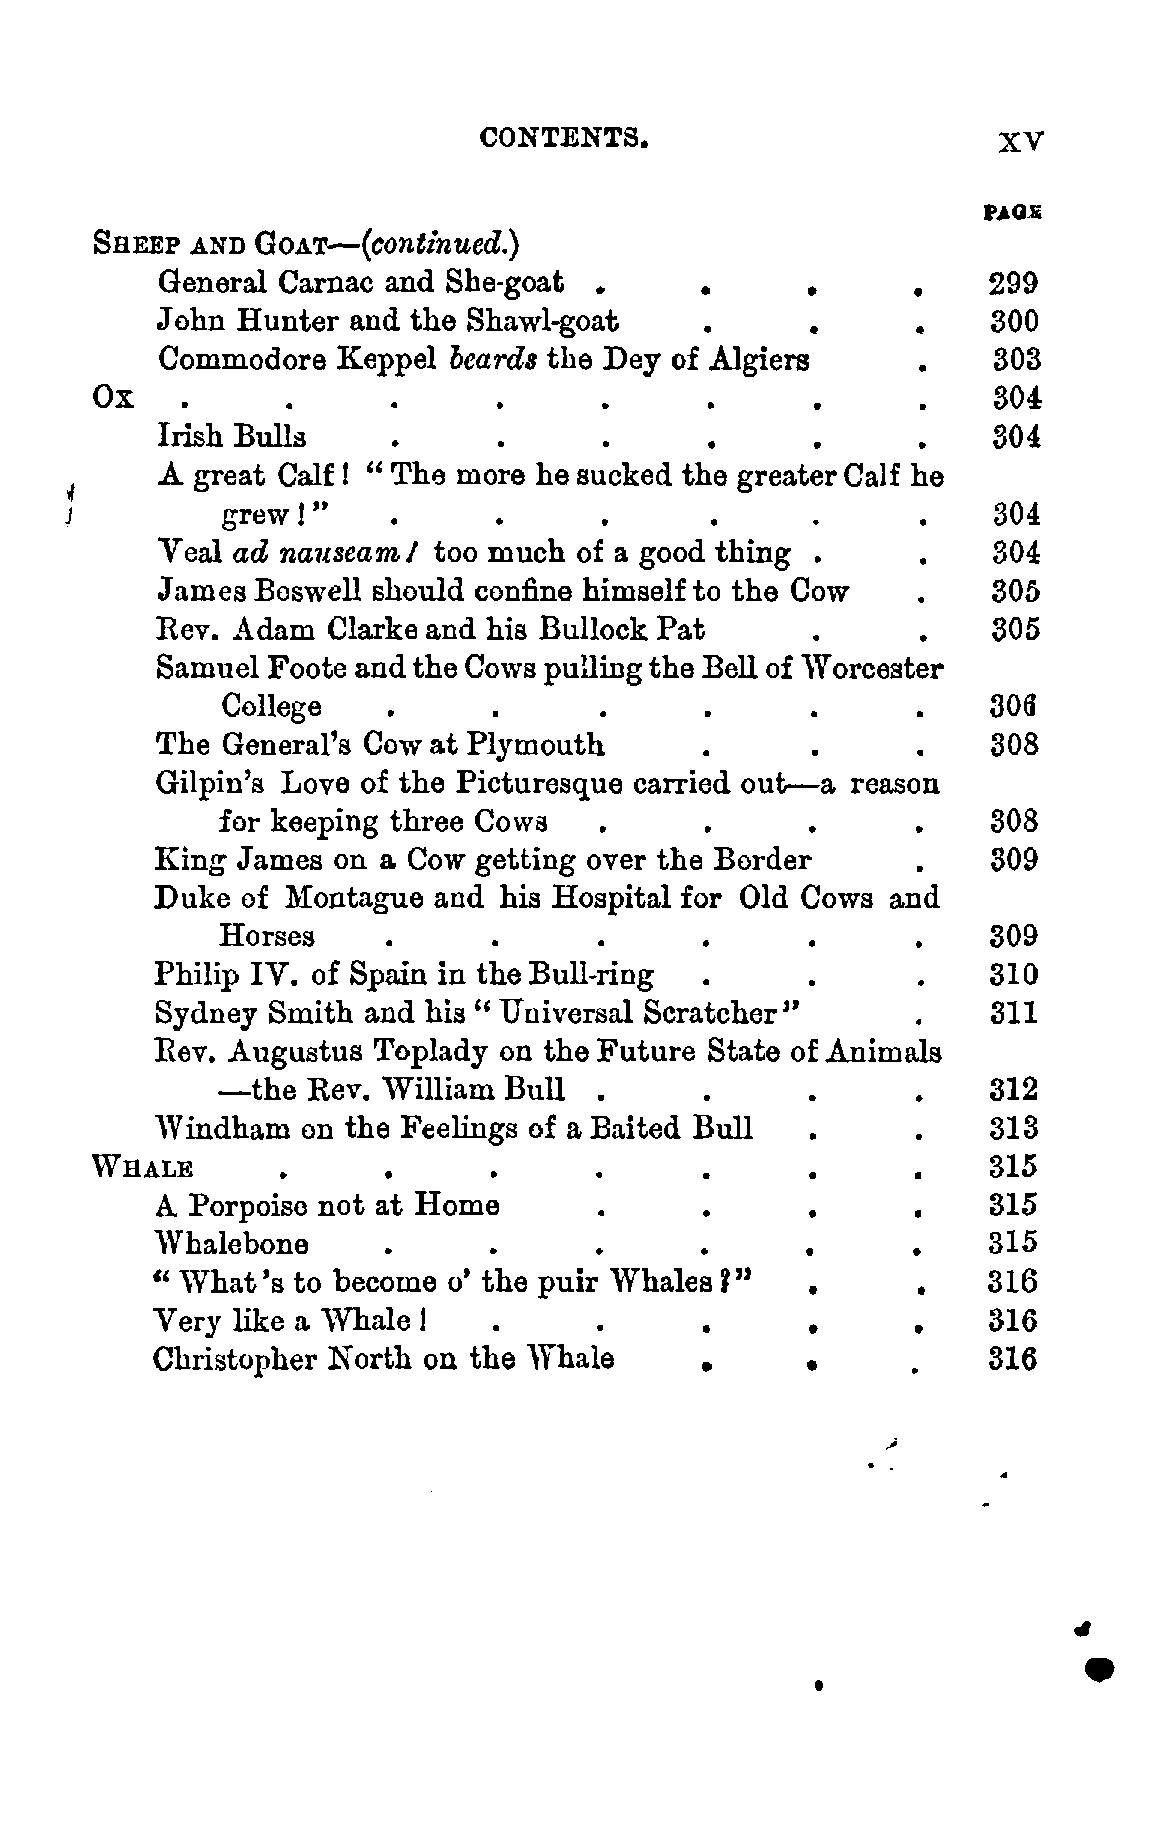 CONTENTS. XV
PAGE
SHEEP AND GOAT—(continued.)
General Carnac and She-goat . . . . 299
John Hunter and the Shawl-goat . . . 300
Commodore Keppel beards the Dey of Algiers . 303
OX . . . . . . . . 304
Irish Bulls . . . . . . 304
A great Calf! “The more he sucked the greater Calf he
grew!” . . . . . . 304
Veal ad nauseam! too much of a good thing . . 304
James Boswell should confine himself to the Cow . 305
Rev. Adam Clarke and his Bullock Pat . . 305
Samuel Foote and the Cows pulling the Bell of Worcester
College . . . . . . 306
The General's Cow at Plymouth . . . 308
Gilpin's Love of the Picturesque carried out—a reason
for keeping three Cows . . . . 308
King James on a Cow getting over the Border . 309
Duke of Montague and his Hospital for Old Cows and
Horses . . . . . . 309
Philip IV. of Spain in the Bull-ring . . . 310
Sydney Smith and his “Universal Scratcher” . 311
Rev. Augustus Toplady on the Future State of Animals
—the Rev. William Bull . . . . 312
Windham on the Feelings of a Baited Bull . . 313
WHALE . . . . . . . 315
A Porpoise not at Home . . . . 315
Whalebone . . . . . . 315
“What's to become o' the puir Whales?” . . 316
Very like a Whale! . . . . . 316
Christopher North on the Whale . . . 316